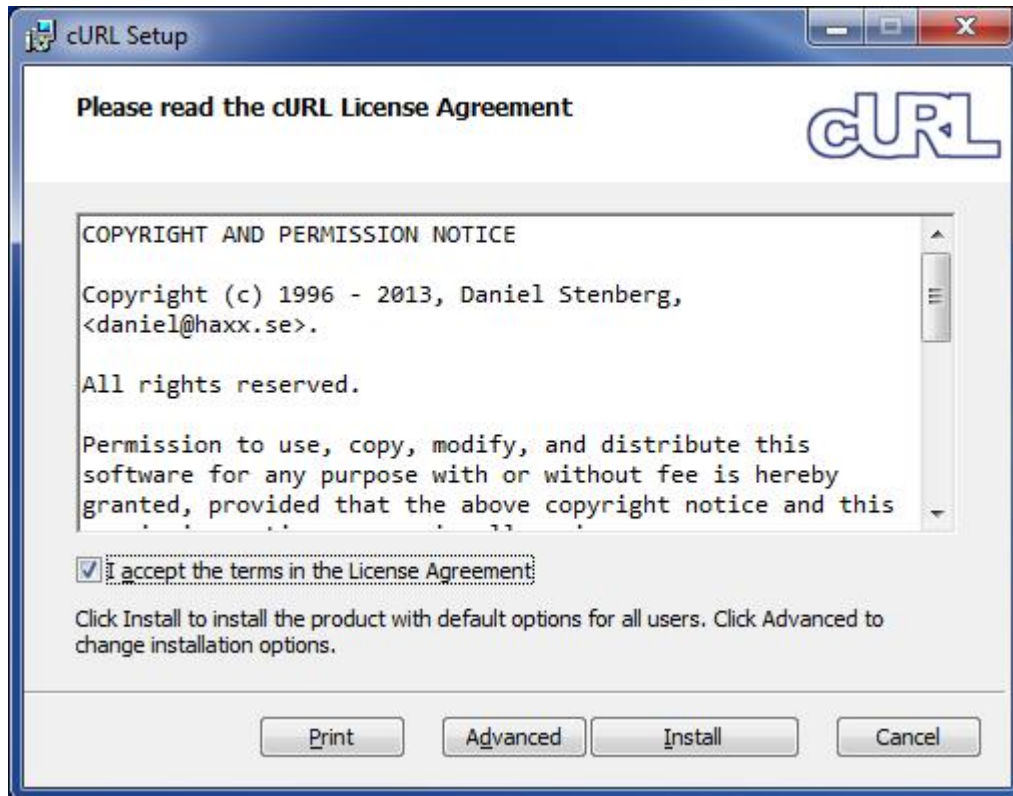 cURL Setup
Please read the cURL License Agreement
cURL
COPYRIGHT AND PERMISSION NOTICE
Copyright (c) 1996 - 2013, Daniel Stenberg,
<daniel@haxx.se>.
All rights reserved.
Permission to use, copy, modify, and distribute this
software for any purpose with or without fee is hereby
granted, provided that the above copyright notice and this
I accept the terms in the License Agreement
Click Install to install the product with default options for all users. Click Advanced to
change installation options.
Print
Advanced
Install
Cancel